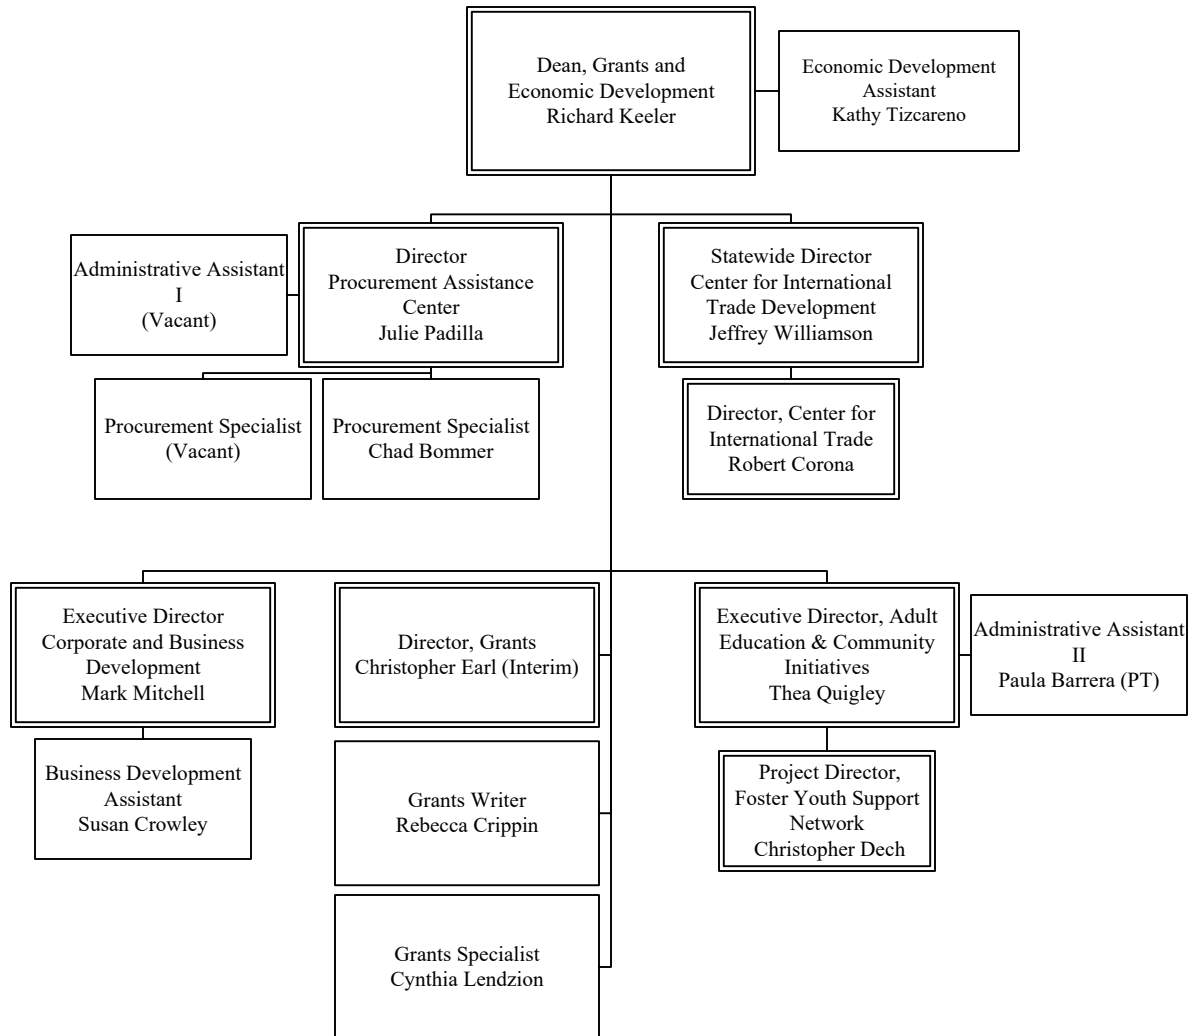 Dean, Grants and
Economic Development
Richard Keeler
Economic Development
Assistant
Kathy Tizcareno
Administrative Assistant
I
(Vacant)
Director
Procurement Assistance
Center
Julie Padilla
Statewide Director
Center for International
Trade Development
Jeffrey Williamson
Procurement Specialist
(Vacant)
Procurement Specialist
Chad Bommer
Director, Center for
International Trade
Robert Corona
Executive Director
Corporate and Business
Development
Mark Mitchell
Director, Grants
Christopher Earl (Interim)
Executive Director, Adult
Education & Community
Initiatives
Thea Quigley
Administrative Assistant
II
Paula Barrera (PT)
Business Development
Assistant
Susan Crowley
Grants Writer
Rebecca Crippin
Project Director,
Foster Youth Support
Network
Christopher Dech
Grants Specialist
Cynthia Lendzion